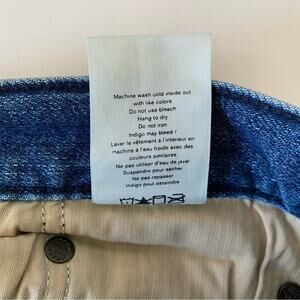 Machine wash cold inside out
with like colors
Do not use bleach
Hang to dry
Do not iron
Indigo may bleed /
Laver le vêtement à l'intérieur en
machine à l'eau froide avec des
couleurs similaires
Ne pas utiliser d'eau de javel
Suspendre pour sécher
Ne pas repasser
Indigo peut déteindre